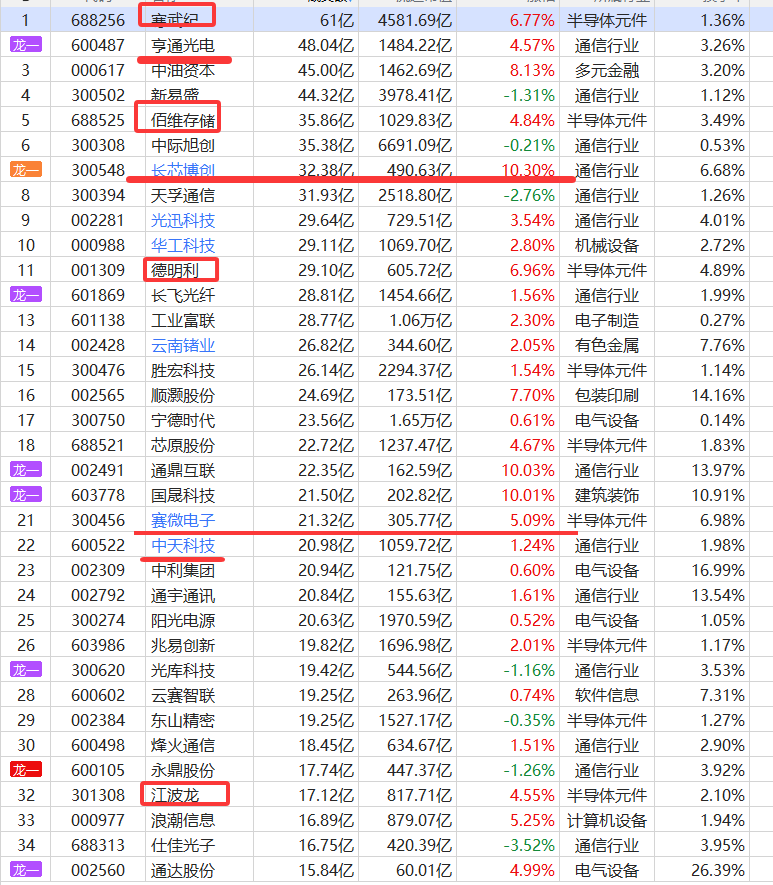 1 688256 寒武纪 61亿 4581.69亿 6.77% 半导体元件 1.36%
龙一 600487 亨通光电 48.04亿 1484.22亿 4.57% 通信行业 3.26%
3 000617 中油资本 45.00亿 1462.69亿 8.13% 多元金融 3.20%
4 300502 新易盛 44.32亿 3978.41亿 -1.31% 通信行业 1.12%
5 688525 佰维存储 35.86亿 1029.83亿 4.84% 半导体元件 3.49%
6 300308 中际旭创 35.38亿 6691.09亿 -0.21% 通信行业 0.53%
龙一 300548 长芯博创 32.38亿 490.63亿 10.30% 通信行业 6.68%
8 300394 天孚通信 31.93亿 2518.80亿 -2.76% 通信行业 1.26%
9 002281 光迅科技 29.64亿 729.51亿 3.54% 通信行业 4.01%
10 000988 华工科技 29.11亿 1069.70亿 2.80% 机械设备 2.72%
11 001309 德明利 29.10亿 605.72亿 6.96% 半导体元件 4.89%
龙一 601869 长飞光纤 28.81亿 1454.66亿 1.56% 通信行业 1.99%
13 601138 工业富联 28.77亿 1.06万亿 2.30% 电子制造 0.27%
14 002428 云南锗业 26.82亿 344.60亿 2.05% 有色金属 7.76%
15 300476 胜宏科技 26.14亿 2294.37亿 1.54% 半导体元件 1.14%
16 002565 顺灏股份 24.69亿 173.51亿 7.70% 包装印刷 14.16%
17 300750 宁德时代 23.56亿 1.65万亿 0.61% 电气设备 0.14%
18 688521 芯原股份 22.72亿 1237.47亿 4.67% 半导体元件 1.83%
龙一 002491 通鼎互联 22.35亿 162.59亿 10.03% 通信行业 13.97%
龙一 603778 国晟科技 21.50亿 202.82亿 10.01% 建筑装饰 10.91%
21 300456 赛微电子 21.32亿 305.77亿 5.09% 半导体元件 6.98%
22 600522 中天科技 20.98亿 1059.72亿 1.24% 通信行业 1.98%
23 002309 中利集团 20.94亿 121.75亿 0.60% 电气设备 16.99%
24 002792 通宇通讯 20.84亿 155.63亿 1.61% 通信行业 13.54%
25 300274 阳光电源 20.63亿 1970.59亿 0.52% 电气设备 1.05%
26 603986 兆易创新 19.82亿 1696.98亿 2.01% 半导体元件 1.17%
龙一 300620 光库科技 19.42亿 544.56亿 -1.16% 通信行业 3.53%
28 600602 云赛智联 19.25亿 263.96亿 0.74% 软件信息 7.31%
29 002384 东山精密 19.25亿 1527.17亿 -0.35% 半导体元件 1.27%
30 600498 烽火通信 18.45亿 634.67亿 1.51% 通信行业 2.90%
龙一 600105 永鼎股份 17.74亿 447.37亿 -1.26% 通信行业 3.92%
32 301308 江波龙 17.12亿 817.71亿 4.55% 半导体元件 2.10%
33 000977 浪潮信息 16.89亿 879.07亿 5.25% 计算机设备 1.94%
34 688313 仕佳光子 16.75亿 420.39亿 -3.52% 通信行业 3.95%
龙一 002560 通达股份 15.84亿 60.01亿 4.99% 电气设备 26.39%